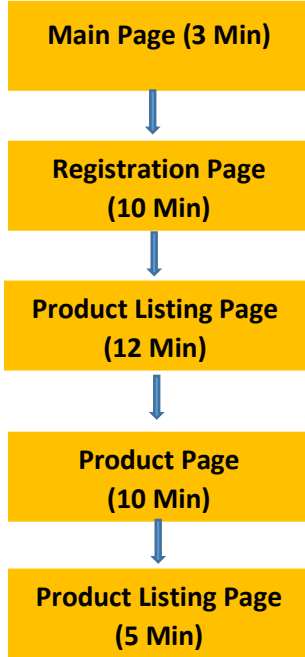 Main Page (3 Min)
Registration Page
(10 Min)
Product Listing Page
(12 Min)
Product Page
(10 Min)
Product Listing Page
(5 Min)